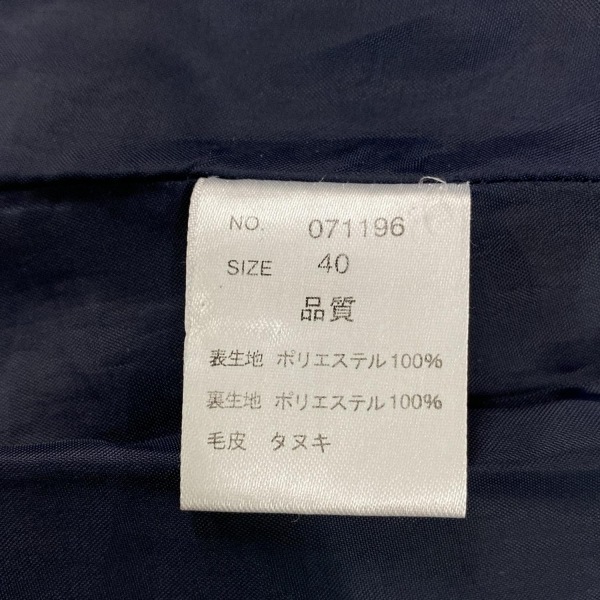 NO. 071196
SIZE 40
品質
表生地 ポリエステル100%
裏生地 ポリエステル100%
毛皮 タヌキ